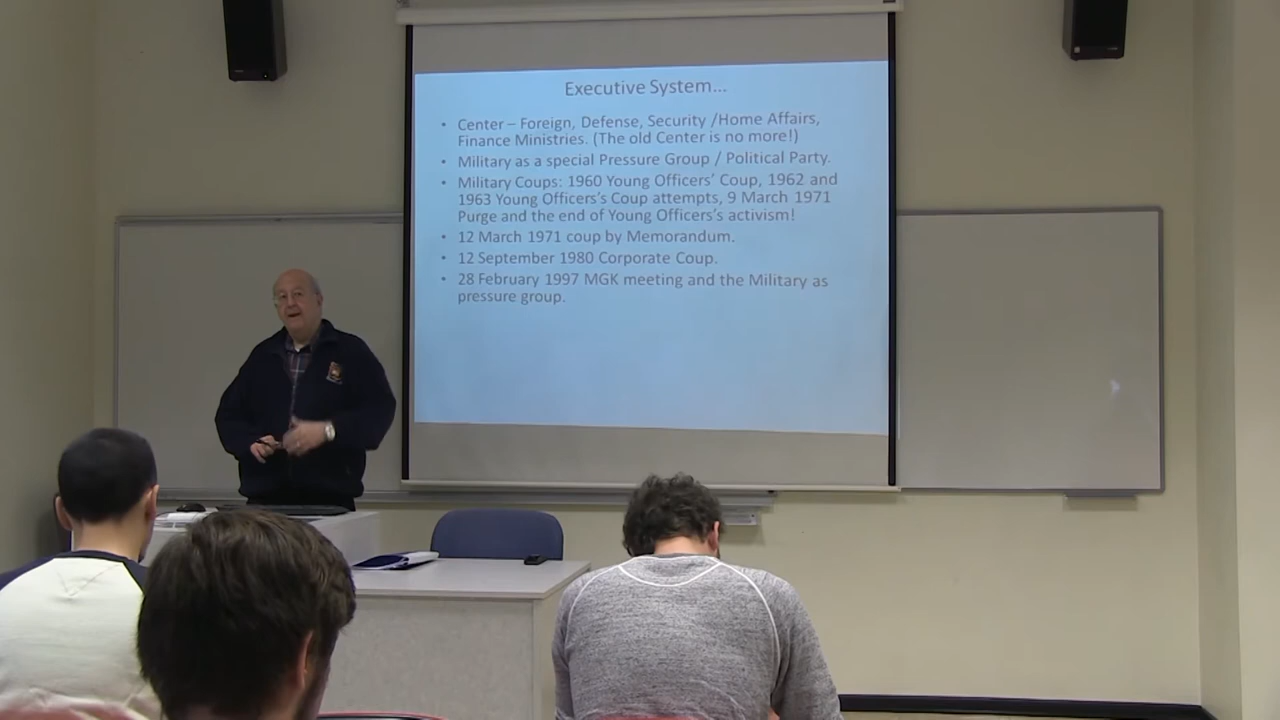 Executive System...
• Center – Foreign, Defense, Security /Home Affairs,
Finance Ministries. (The old Center is no more!)
• Military as a special Pressure Group / Political Party.
• Military Coups: 1960 Young Officers' Coup, 1962 and
1963 Young Officers's Coup attempts, 9 March 1971
Purge and the end of Young Officers's activism!
• 12 March 1971 coup by Memorandum.
• 12 September 1980 Corporate Coup.
• 28 February 1997 MGK meeting and the Military as
pressure group.